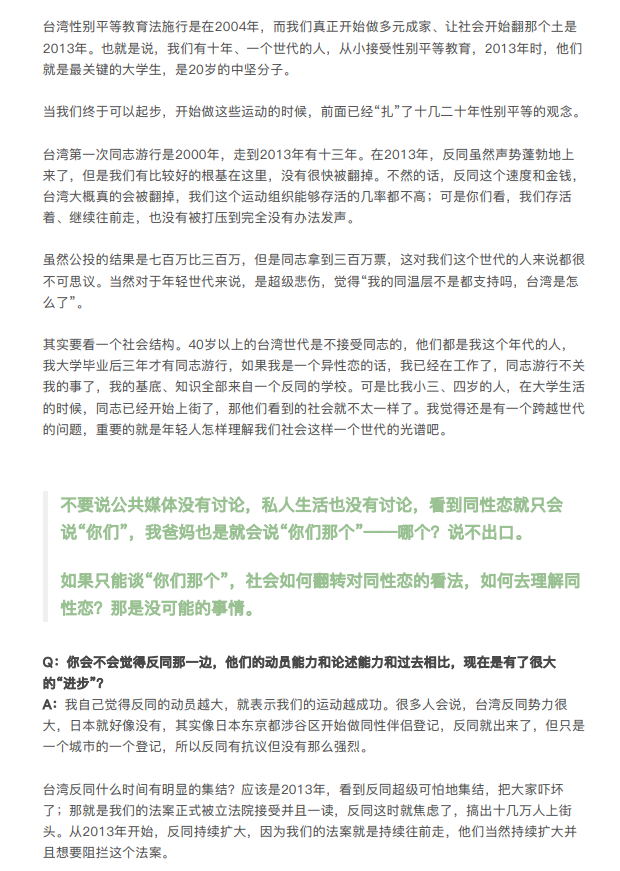 台湾性别平等教育法施行是在2004年，而我们真正开始做多元成家、让社会开始翻那个土是
2013年。也就是说，我们有十年、一个世代的人，从小接受性别平等教育，2013年时，他们
就是最关键的大学生，是20岁的中坚分子。
当我们终于可以起步，开始做这些运动的时候，前面已经“扎”了十几二十年性别平等的观念。
台湾第一次同志游行是2000年，走到2013年有十三年。在2013年，反同虽然声势蓬勃地上
来了，但是我们有比较好的根基在这里，没有很快被翻掉。不然的话，反同这个速度和金钱，
台湾大概真的会被翻掉，我们这个运动组织能够存活的几率都不高；可是你们看，我们存活
着、继续往前走，也没有被打压到完全没有办法发声。
虽然公投的结果是七百万比三百万，但是同志拿到三百万票，这对我们这个世代的人来说都很
不可思议。当然对于年轻世代来说，是超级悲伤，觉得“我的同温层不是都支持吗，台湾是怎
么了”。
其实要看一个社会结构。40岁以上的台湾世代是不接受同志的，他们都是我这个年代的人，
我大学毕业后三年才有同志游行，如果我是一个异性恋的话，我已经在工作了，同志游行不关
我的事了，我的基底、知识全部来自一个反同的学校。可是比我小三、四岁的人，在大学生活
的时候，同志已经开始上街了，那他们看到的社会就不太一样了。我觉得还是有一个跨越世代
的问题，重要的就是年轻人怎样理解我们社会这样一个世代的光谱吧。
不要说公共媒体没有讨论，私人生活也没有讨论，看到同性恋就只会
说“你们”，我爸妈也是就会说“你们那个”——哪个？说不出口。
如果只能谈“你们那个”，社会如何翻转对同性恋的看法，如何去理解同
性恋？那是没可能的事情。
Q：你会不会觉得反同那一边，他们的动员能力和论述能力和过去相比，现在是有了很大
的“进步”？
A：我自己觉得反同的动员越大，就表示我们的运动越成功。很多人会说，台湾反同势力很
大，日本就好像没有，其实像日本东京都涉谷区开始做同性伴侣登记，反同就出来了，但只是
一个城市的一个登记，所以反同有抗议但没有那么强烈。
台湾反同什么时间有明显的集结？应该是2013年，看到反同超级可怕地集结，把大家吓坏
了；那就是我们的法案正式被立法院接受并且一读，反同这时就焦虑了，搞出十几万人上街
头。从2013年开始，反同持续扩大，因为我们的法案就是持续往前走，他们当然持续扩大并
且想要阻拦这个法案。